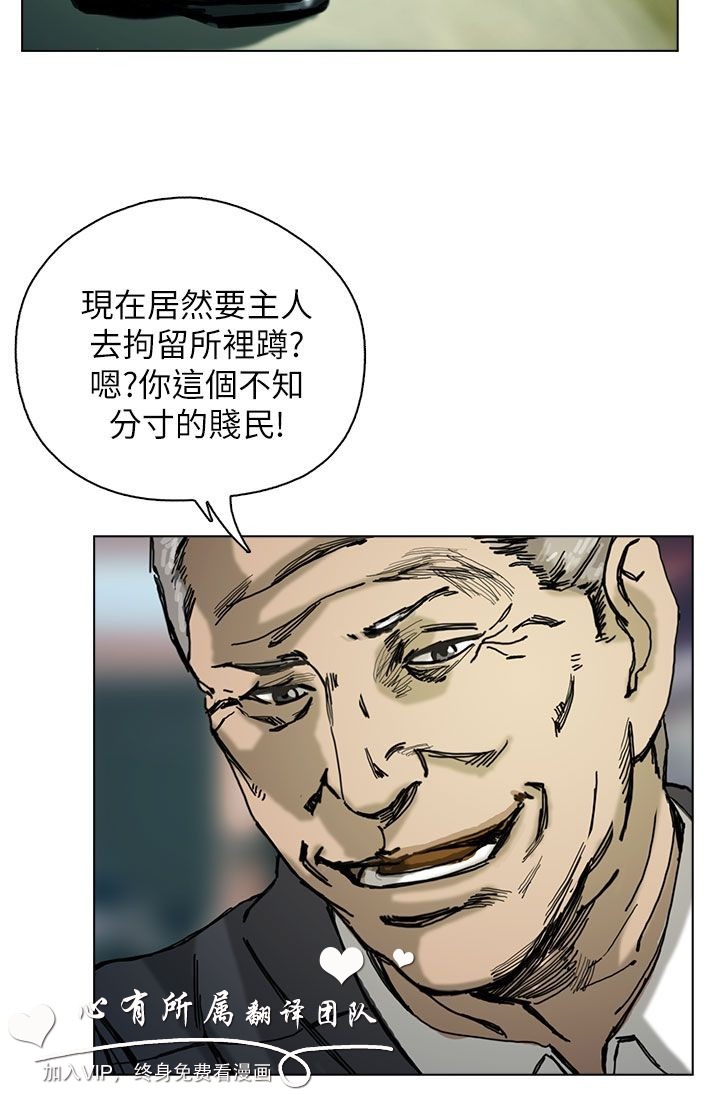 現在居然要主人
去拘留所裡蹲?
嗯?你這個不知
分寸的賤民!
心有所属翻译团队
加入VIP，终身免费看漫画